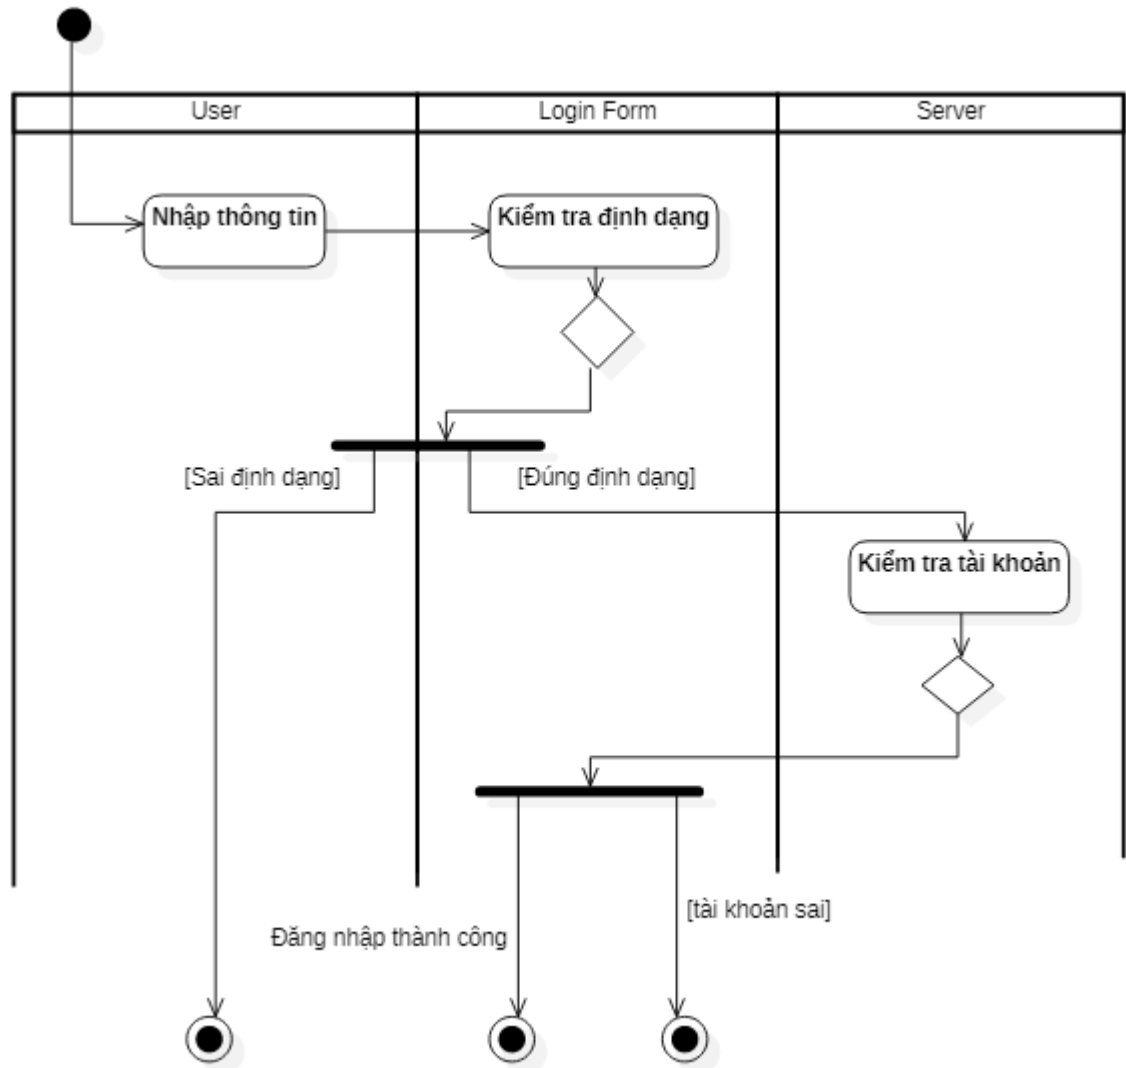 User
Login Form
Server
Nhập thông tin
Kiểm tra định dạng
[Sai định dạng]
[Đúng định dạng]
Kiểm tra tài khoản
[tài khoản sai]
Đăng nhập thành công